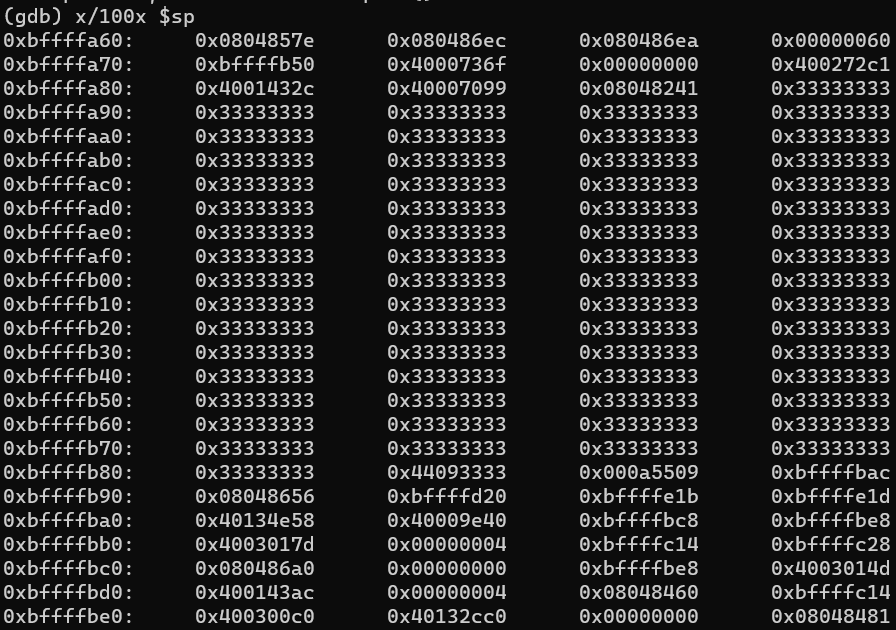 (gdb) x/100x $sp
0xbffffa60: 0x0804857e 0x080486ec 0x080486ea 0x00000060
0xbffffa70: 0xbffffb50 0x4000736f 0x00000000 0x400272c1
0xbffffa80: 0x4001432c 0x40007099 0x08048241 0x33333333
0xbffffa90: 0x33333333 0x33333333 0x33333333 0x33333333
0xbffffaa0: 0x33333333 0x33333333 0x33333333 0x33333333
0xbffffab0: 0x33333333 0x33333333 0x33333333 0x33333333
0xbffffac0: 0x33333333 0x33333333 0x33333333 0x33333333
0xbffffad0: 0x33333333 0x33333333 0x33333333 0x33333333
0xbffffae0: 0x33333333 0x33333333 0x33333333 0x33333333
0xbffffaf0: 0x33333333 0x33333333 0x33333333 0x33333333
0xbffffb00: 0x33333333 0x33333333 0x33333333 0x33333333
0xbffffb10: 0x33333333 0x33333333 0x33333333 0x33333333
0xbffffb20: 0x33333333 0x33333333 0x33333333 0x33333333
0xbffffb30: 0x33333333 0x33333333 0x33333333 0x33333333
0xbffffb40: 0x33333333 0x33333333 0x33333333 0x33333333
0xbffffb50: 0x33333333 0x33333333 0x33333333 0x33333333
0xbffffb60: 0x33333333 0x33333333 0x33333333 0x33333333
0xbffffb70: 0x33333333 0x33333333 0x33333333 0x33333333
0xbffffb80: 0x33333333 0x44093333 0x000a5509 0xbffffbac
0xbffffb90: 0x08048656 0xbffffd20 0xbffffe1b 0xbffffe1d
0xbffffba0: 0x40134e58 0x40009e40 0xbffffbc8 0xbffffbe8
0xbffffbb0: 0x4003017d 0x00000004 0xbffffc14 0xbffffc28
0xbffffbc0: 0x080486a0 0x00000000 0xbffffbe8 0x4003014d
0xbffffbd0: 0x400143ac 0x00000004 0x08048460 0xbffffc14
0xbffffbe0: 0x400300c0 0x40132cc0 0x00000000 0x08048481